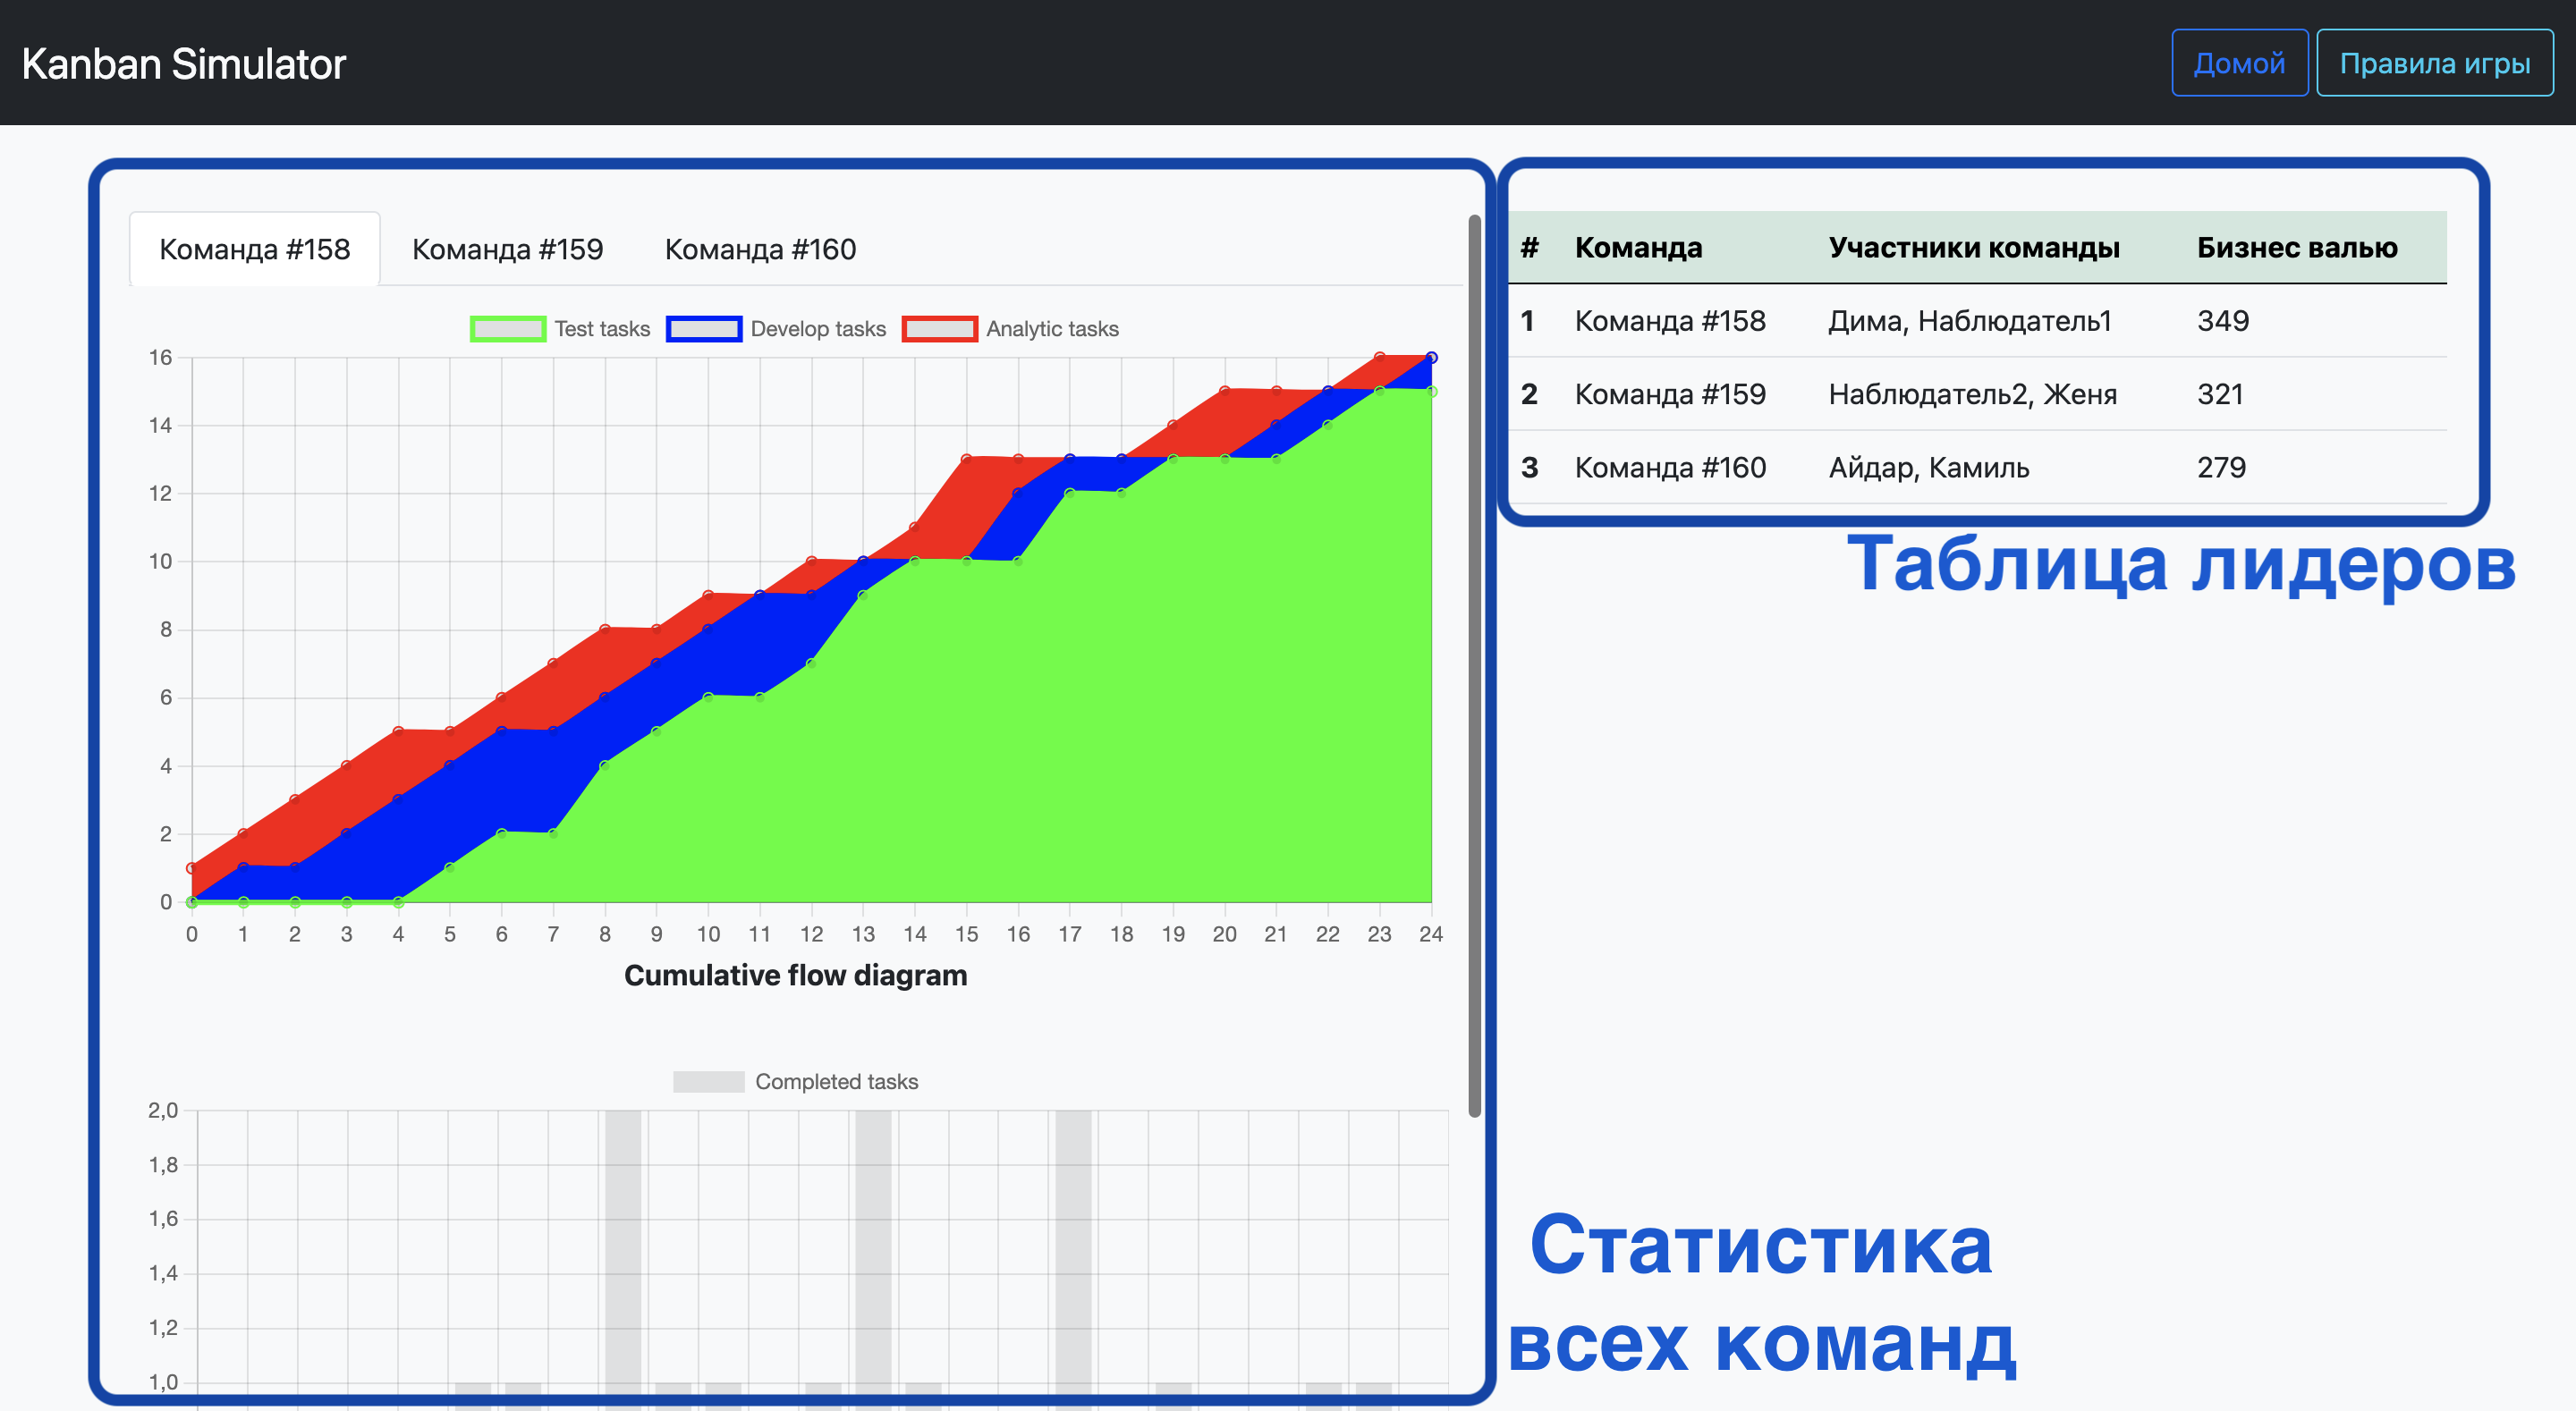 Kanban Simulator
Домой
Правила игры
Команда #158
Команда #159
Команда #160
Test tasks
Develop tasks
Analytic tasks
16
14
12
10
8
6
4
2
0
0 1 2 3 4 5 6 7 8 9 10 11 12 13 14 15 16 17 18 19 20 21 22 23 24
Cumulative flow diagram
Completed tasks
2,0
1,8
1,6
1,4
1,2
1,0
# Команда Участники команды Бизнес валью
1 Команда #158 Дима, Наблюдатель1 349
2 Команда #159 Наблюдатель2, Женя 321
3 Команда #160 Айдар, Камиль 279
Таблица лидеров
Статистика
всех команд